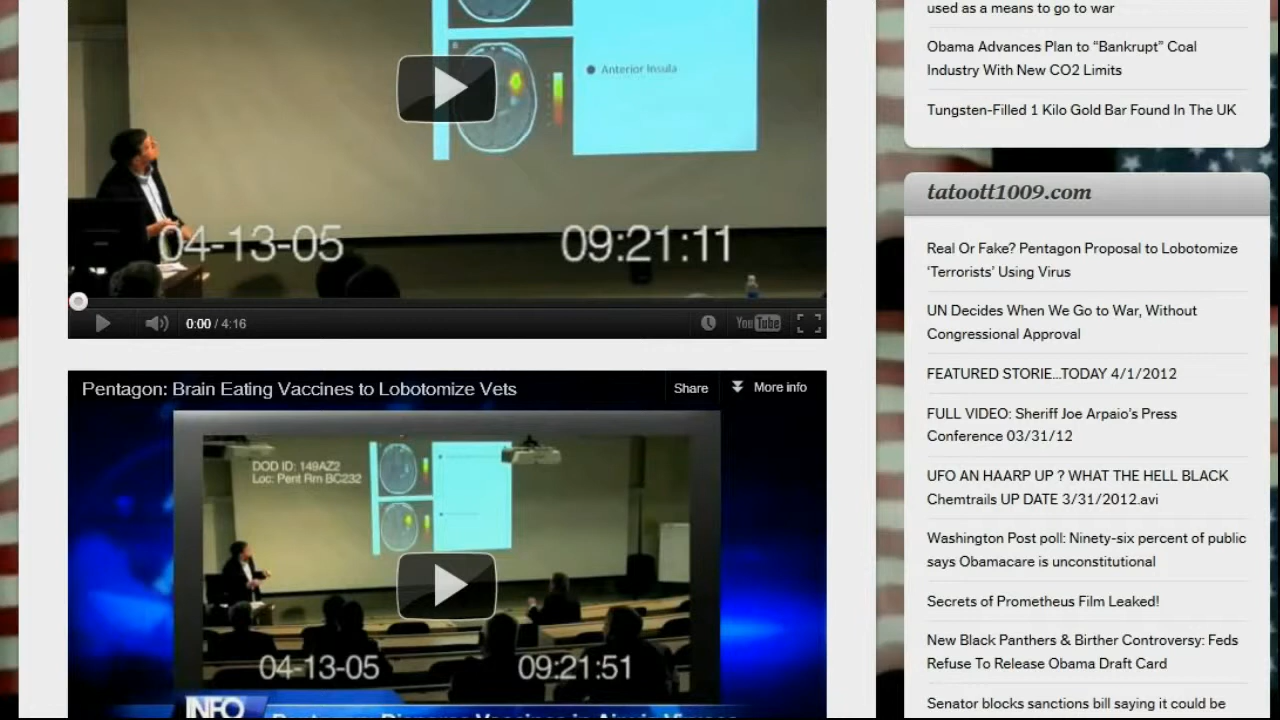 Anterior Insula
04-13-05
09:21:11
0:00 / 4:16
YouTube
Pentagon: Brain Eating Vaccines to Lobotomize Vets
Share
More info
DOD ID: 149AZ2
Loc: Pent Rm BC232
04-13-05
09:21:51
INFO
used as a means to go to war
Obama Advances Plan to “Bankrupt” Coal
Industry With New CO2 Limits
Tungsten-Filled 1 Kilo Gold Bar Found In The UK
tatoott1009.com
Real Or Fake? Pentagon Proposal to Lobotomize
‘Terrorists’ Using Virus
UN Decides When We Go to War, Without
Congressional Approval
FEATURED STORIE...TODAY 4/1/2012
FULL VIDEO: Sheriff Joe Arpaio’s Press
Conference 03/31/12
UFO AN HAARP UP ? WHAT THE HELL BLACK
Chemtrails UP DATE 3/31/2012.avi
Washington Post poll: Ninety-six percent of public
says Obamacare is unconstitutional
Secrets of Prometheus Film Leaked!
New Black Panthers & Birther Controversy: Feds
Refuse To Release Obama Draft Card
Senator blocks sanctions bill saying it could be